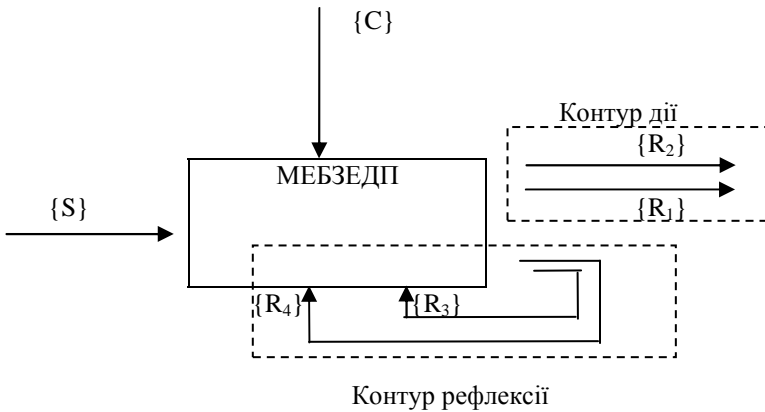 {C}
Контур дії
{R₂}
МЕБЗЕДП
{S}
{R₁}
{R₄}
{R₃}
Контур рефлексії